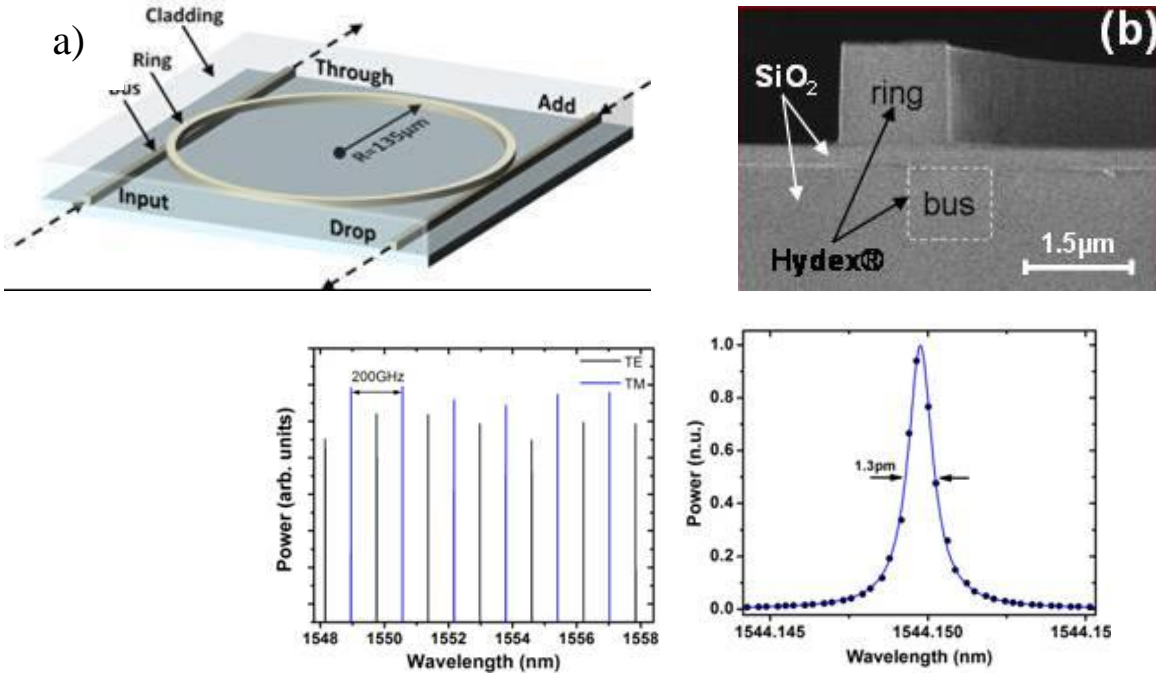 a)
Cladding
Ring
Bus
Through
Add
R=135μm
Input
Drop
(b)
SiO2
ring
bus
Hydex®
1.5μm
200GHz
TE
TM
Power (arb. units)
1548 1550 1552 1554 1556 1558
Wavelength (nm)
1.0
0.8
0.6
0.4
0.2
0.0
1.3pm
Power (n.u.)
1544.145 1544.150 1544.15
Wavelength (nm)